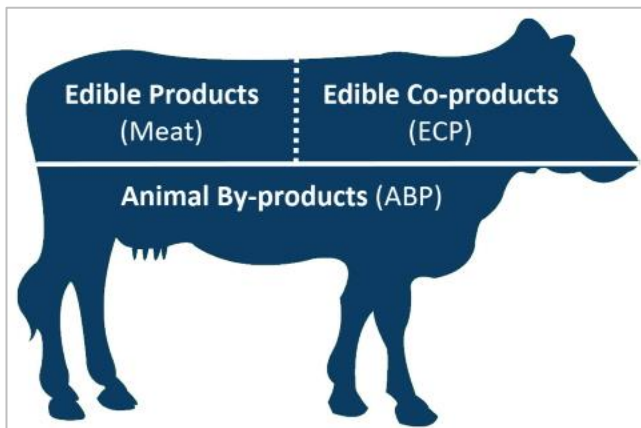 Edible Products
(Meat)
Edible Co-products
(ECP)
Animal By-products (ABP)